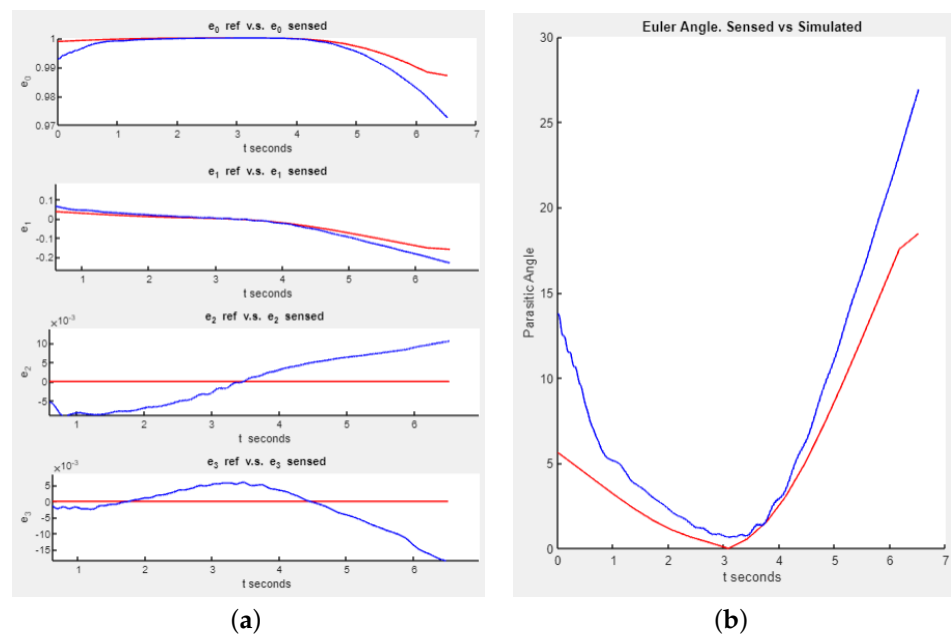 e0 ref v.s. e0 sensed
1
0.99
0.98
0.97
e0
0 1 2 3 4 5 6 7
t seconds
e1 ref v.s. e1 sensed
0.1
0
-0.1
-0.2
e1
1 2 3 4 5 6
t seconds
e2 ref v.s. e2 sensed
×10-3
10
5
0
-5
e2
1 2 3 4 5 6
t seconds
e3 ref v.s. e3 sensed
×10-3
5
0
-5
-10
-15
e3
1 2 3 4 5 6
t seconds
(a)
Euler Angle. Sensed vs Simulated
30
25
20
15
10
5
0
Parasitic Angle
0 1 2 3 4 5 6 7
t seconds
(b)